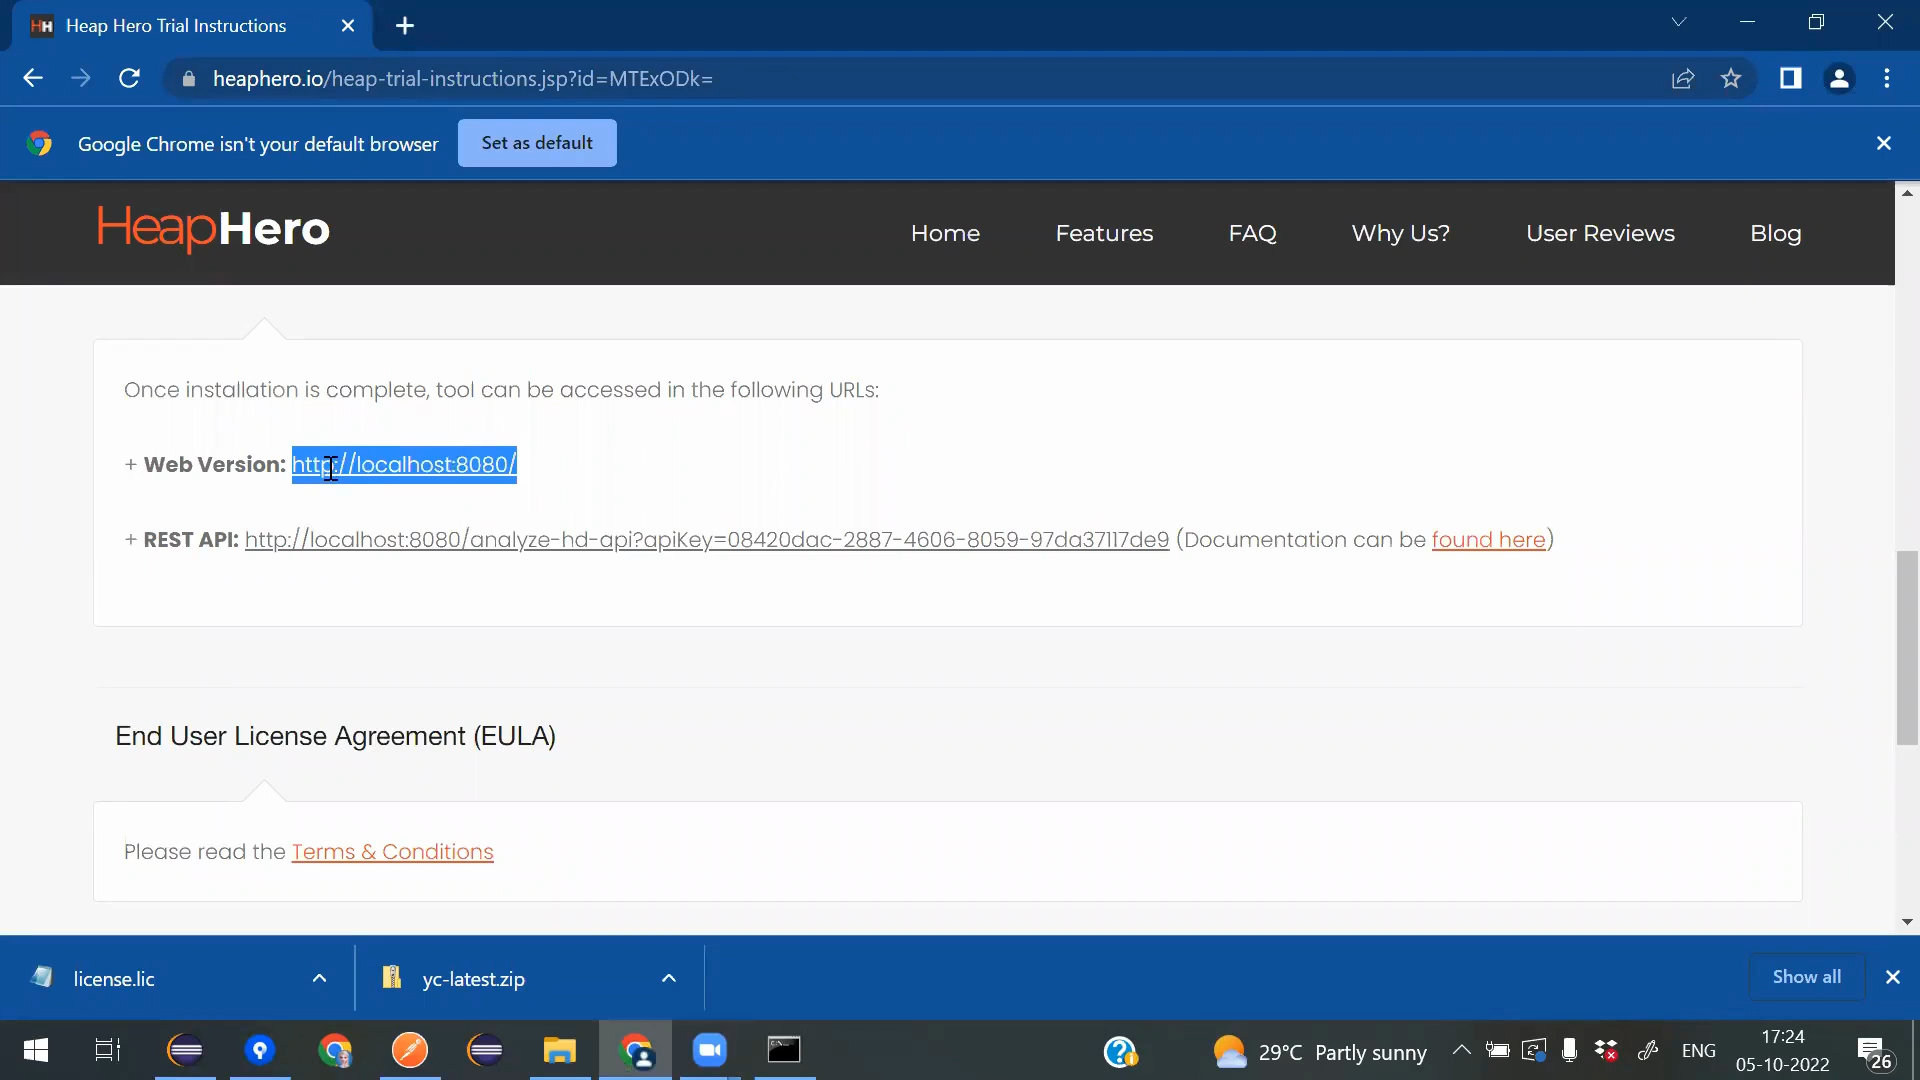 HH Heap Hero Trial Instructions
heaphero.io/heap-trial-instructions.jsp?id=MTExODk=
Google Chrome isn't your default browser Set as default
HeapHero Home Features FAQ Why Us? User Reviews Blog
Once installation is complete, tool can be accessed in the following URLs:
+ Web Version: http://localhost:8080/
+ REST API: http://localhost:8080/analyze-hd-api?apiKey=08420dac-2887-4606-8059-97da37117de9 (Documentation can be found here)
End User License Agreement (EULA)
Please read the Terms & Conditions
license.lic yc-latest.zip Show all
29°C Partly sunny ENG 17:24
05-10-2022 26